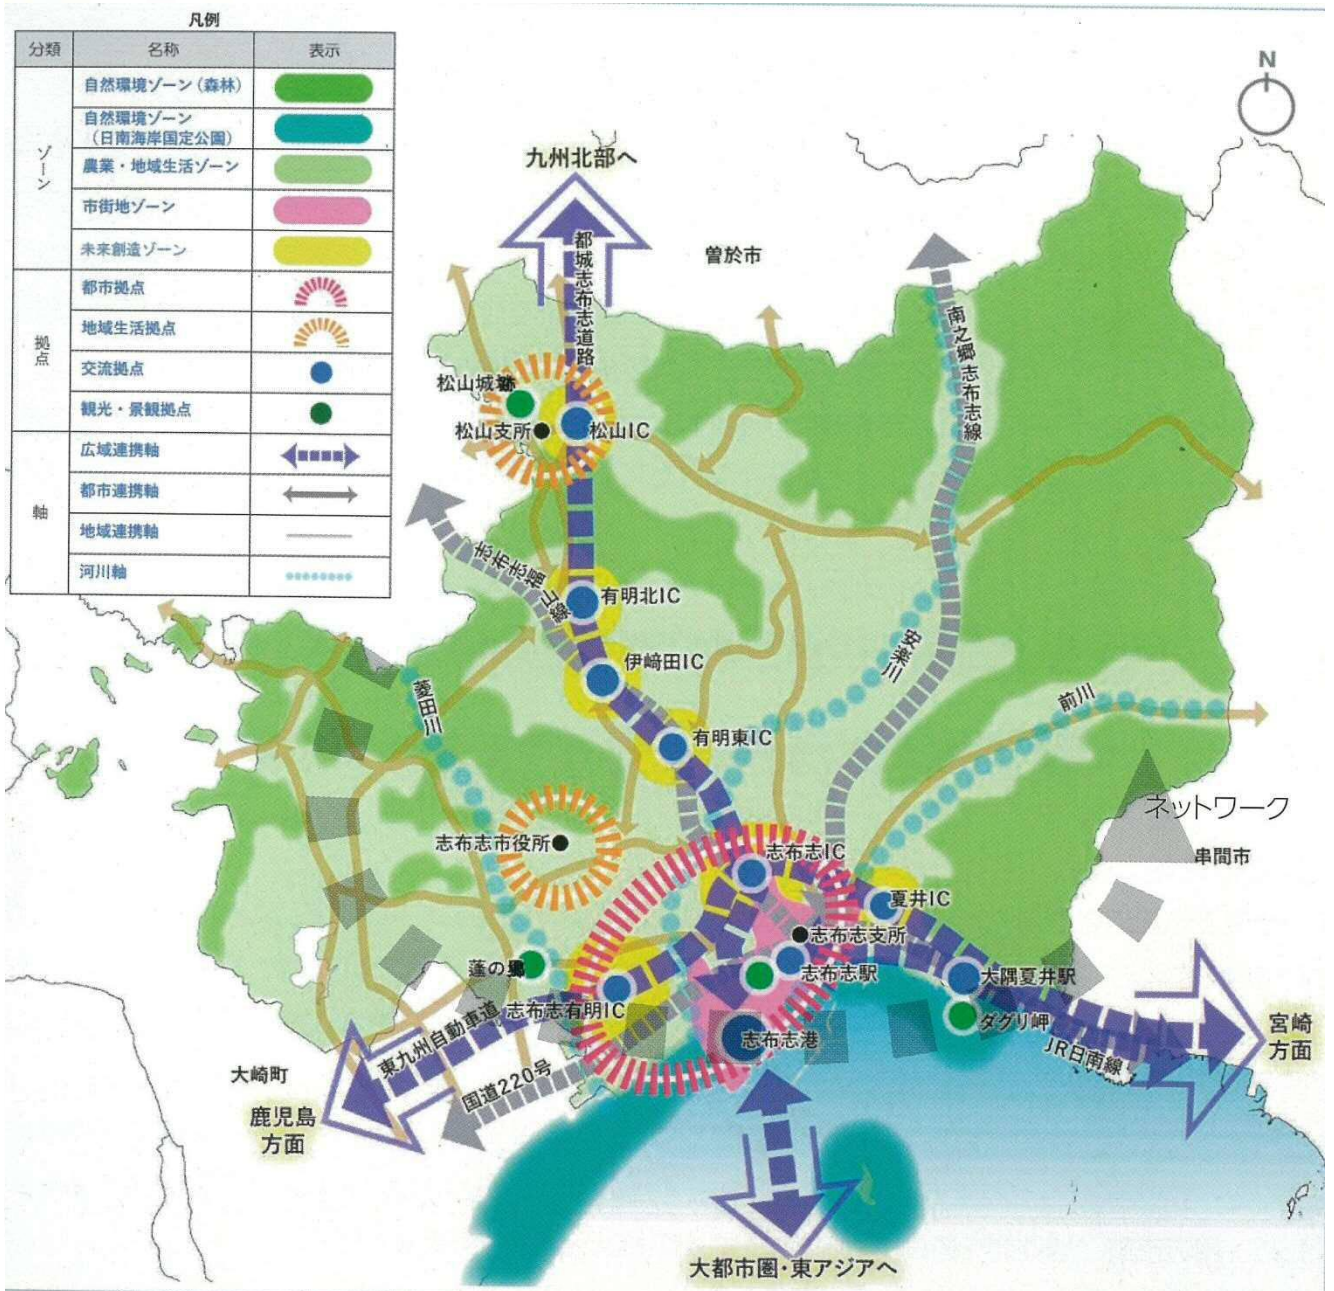 凡例
分類 名称 表示
ゾーン
自然環境ゾーン(森林)
自然環境ゾーン
(日南海岸国定公園)
農業・地域生活ゾーン
市街地ゾーン
未来創造ゾーン
拠点
都市拠点
地域生活拠点
交流拠点
観光・景観拠点
軸
広域連携軸
都市連携軸
地域連携軸
河川軸
N
九州北部へ
都城志布志道路
曽於市
南之郷志布志線
松山城
松山支所
松山IC
志布志福山線
有明北IC
伊﨑田IC
安楽川
菱田川
有明東IC
前川
ネットワーク
串間市
志布志市役所
志布志IC
夏井IC
志布志支所
蓬の郷
志布志駅
大隅夏井駅
志布志有明IC
ダグリ岬
志布志港
東九州自動車道
国道220号
JR日南線
宮崎
方面
大崎町
鹿児島
方面
大都市圏・東アジアへ